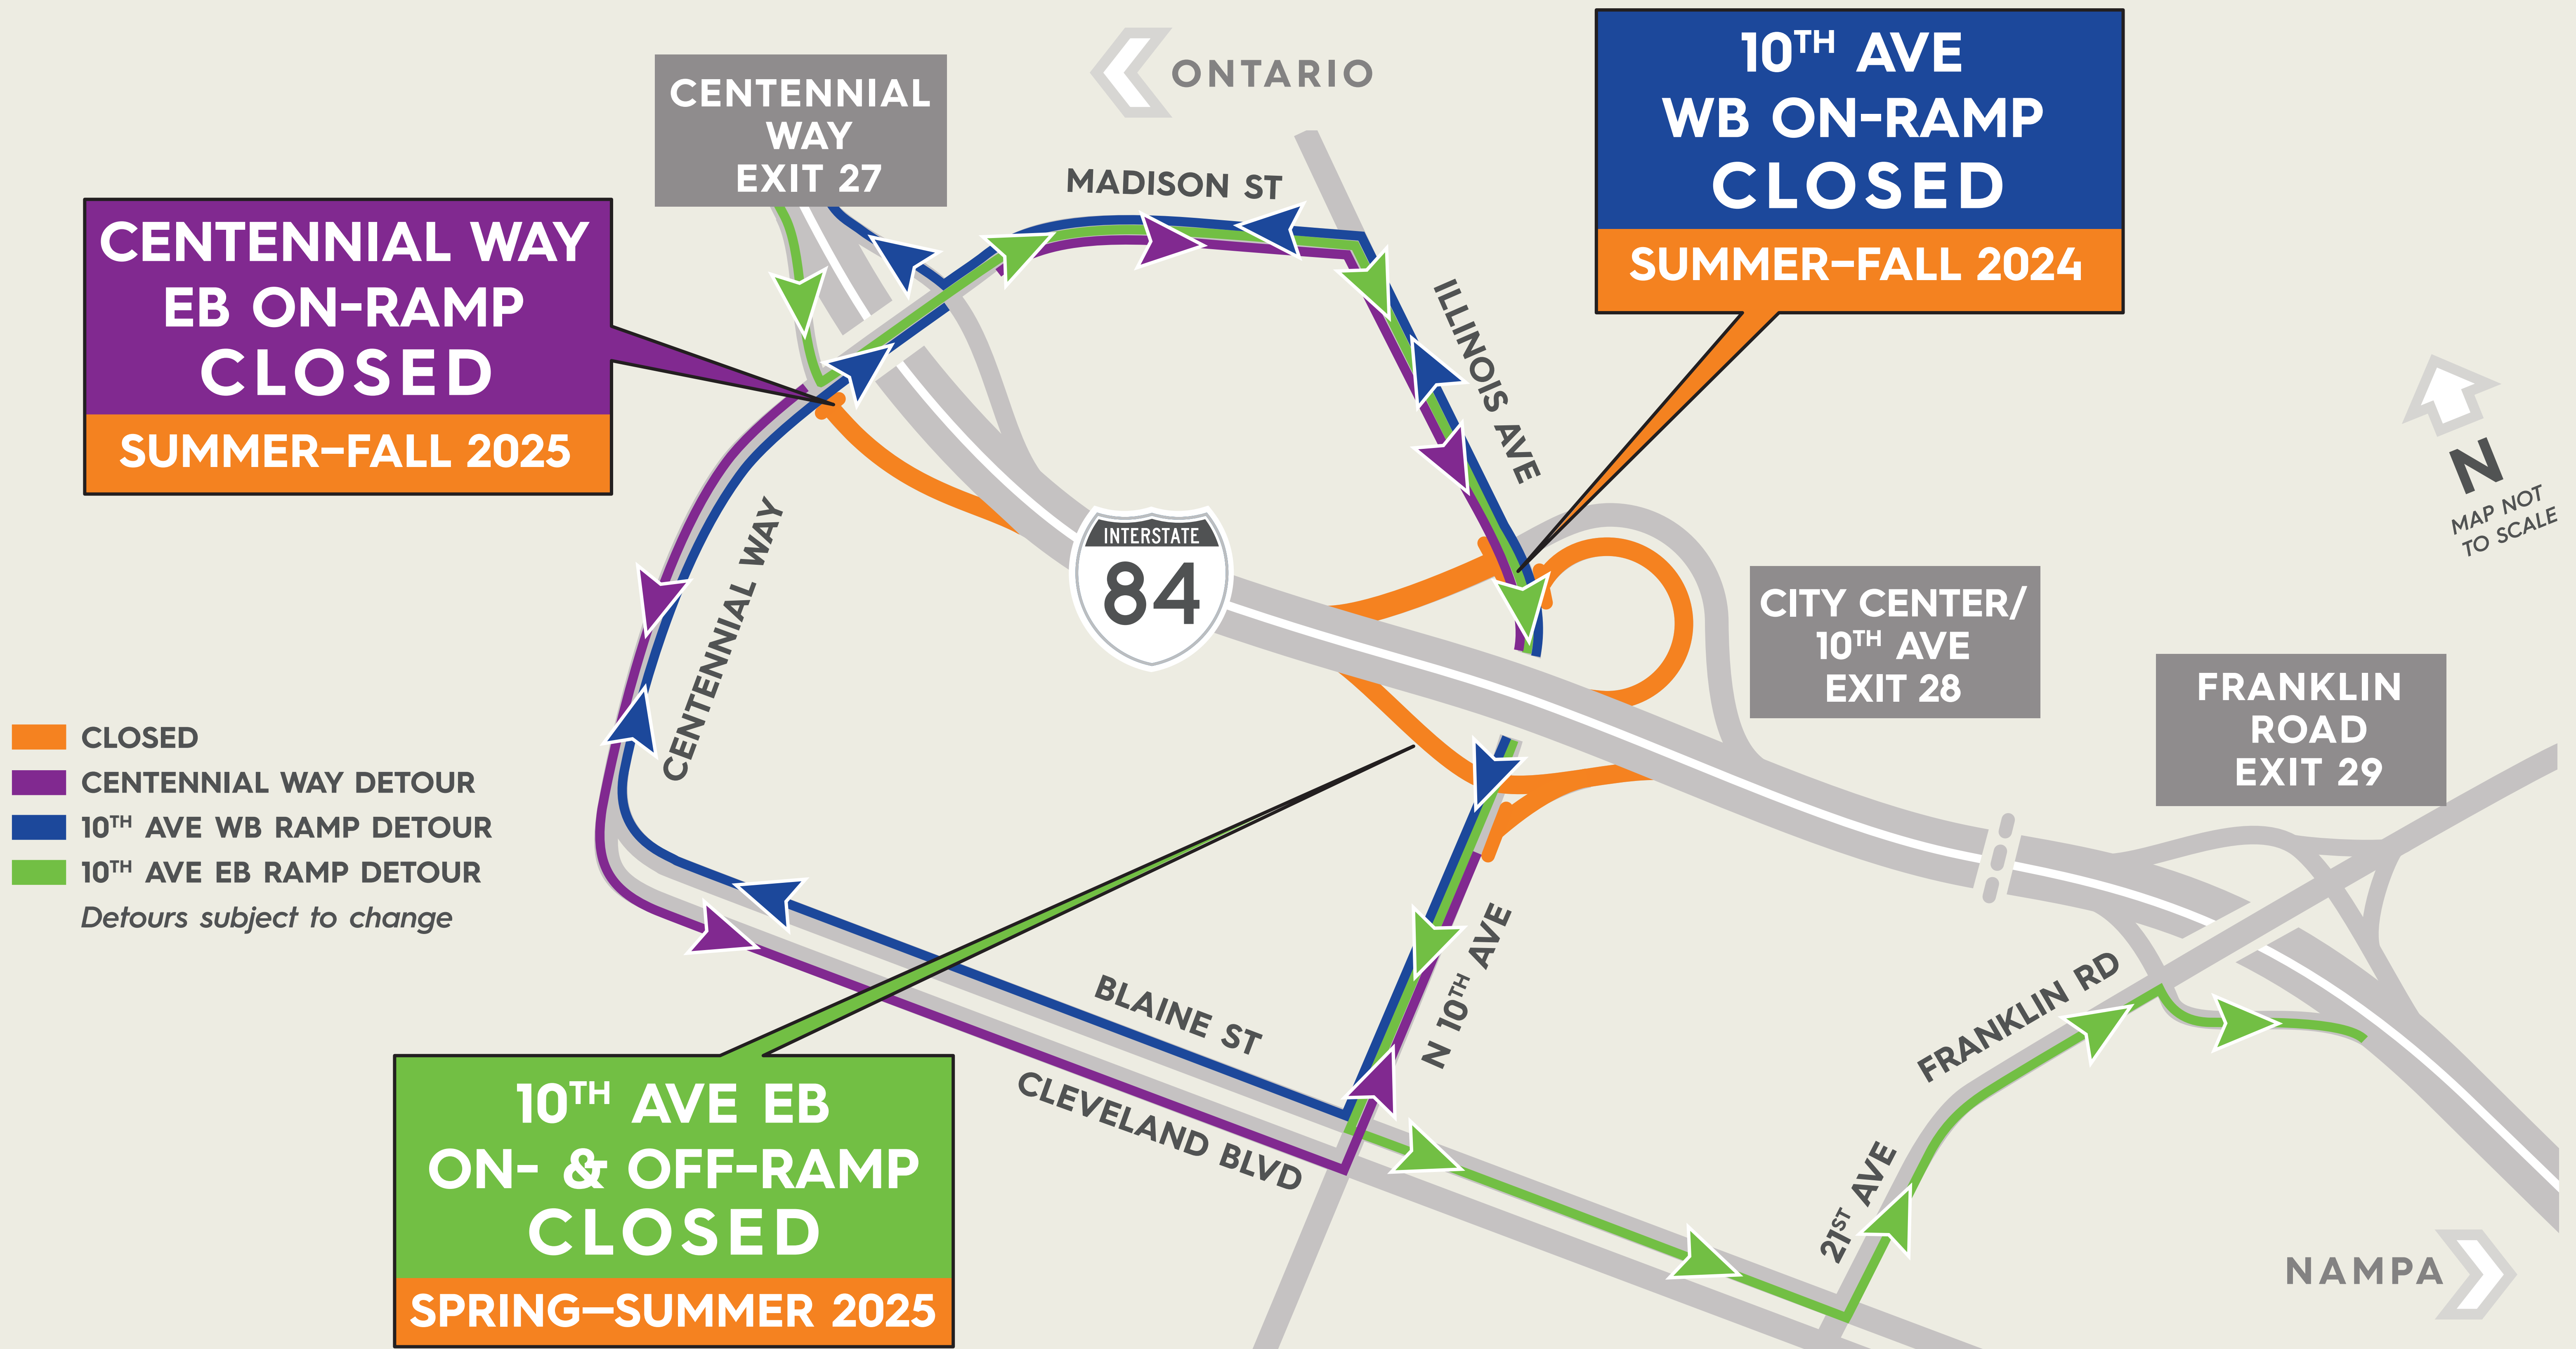 ONTARIO
CENTENNIAL
WAY
EXIT 27
10TH AVE
WB ON-RAMP
CLOSED
SUMMER–FALL 2024
MADISON ST
CENTENNIAL WAY
EB ON-RAMP
CLOSED
SUMMER–FALL 2025
ILLINOIS AVE
N
MAP NOT
TO SCALE
INTERSTATE
84
CENTENNIAL WAY
CITY CENTER/
10TH AVE
EXIT 28
FRANKLIN
ROAD
EXIT 29
CLOSED
CENTENNIAL WAY DETOUR
10TH AVE WB RAMP DETOUR
10TH AVE EB RAMP DETOUR
Detours subject to change
N 10TH AVE
BLAINE ST
CLEVELAND BLVD
FRANKLIN RD
21ST AVE
10TH AVE EB
ON- & OFF-RAMP
CLOSED
SPRING—SUMMER 2025
NAMPA